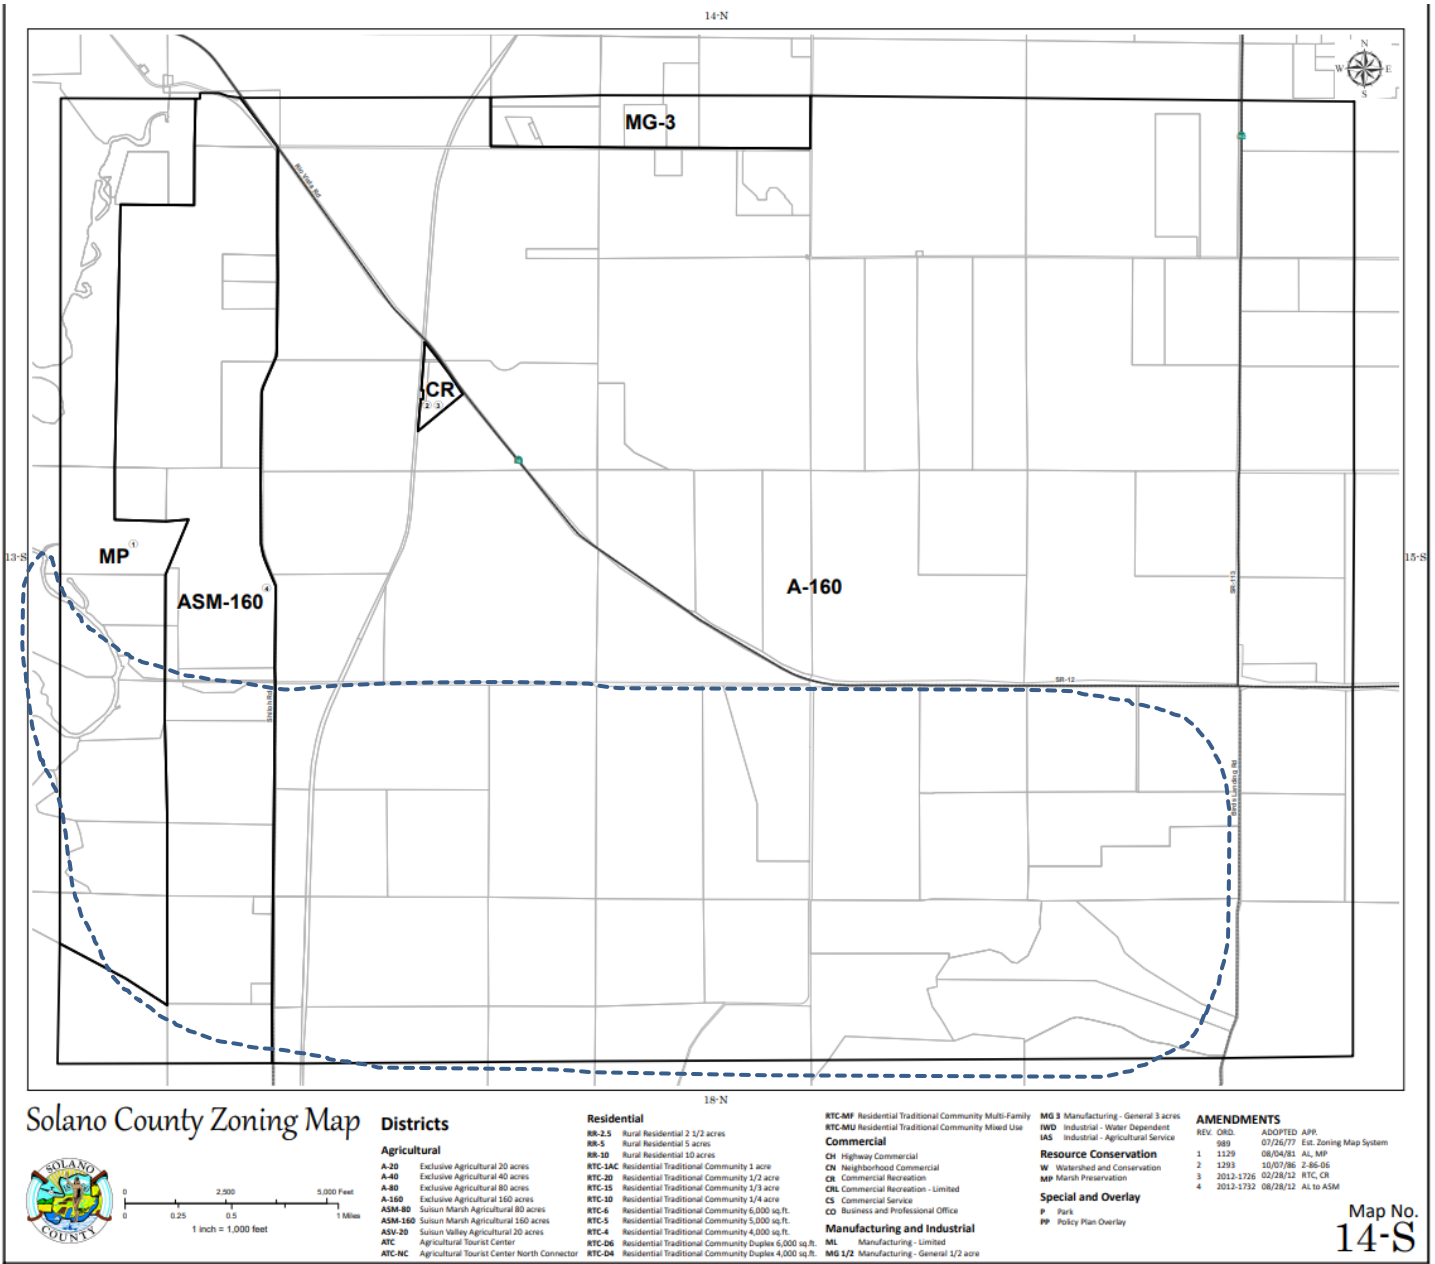 14-N
N
W E
S
MG-3
Rio Vista Rd
CR
2 3
13-S
15-S
MP 1
ASM-160 4
A-160
SR-113
SR-12
Shiloh Rd
Birds Landing Rd
18-N
Solano County Zoning Map
SOLANO
COUNTY
0 2,500 5,000 Feet
0 0.25 0.5 1 Miles
1 inch = 1,000 feet
Districts
Agricultural
A-20 Exclusive Agricultural 20 acres
A-40 Exclusive Agricultural 40 acres
A-80 Exclusive Agricultural 80 acres
A-160 Exclusive Agricultural 160 acres
ASM-80 Suisun Marsh Agricultural 80 acres
ASM-160 Suisun Marsh Agricultural 160 acres
ASV-20 Suisun Valley Agricultural 20 acres
ATC Agricultural Tourist Center
ATC-NC Agricultural Tourist Center North Connector
Residential
RR-2.5 Rural Residential 2 1/2 acres
RR-5 Rural Residential 5 acres
RR-10 Rural Residential 10 acres
RTC-1AC Residential Traditional Community 1 acre
RTC-20 Residential Traditional Community 1/2 acre
RTC-15 Residential Traditional Community 1/3 acre
RTC-10 Residential Traditional Community 1/4 acre
RTC-6 Residential Traditional Community 6,000 sq.ft.
RTC-5 Residential Traditional Community 5,000 sq.ft.
RTC-4 Residential Traditional Community 4,000 sq.ft.
RTC-D6 Residential Traditional Community Duplex 6,000 sq.ft.
RTC-D4 Residential Traditional Community Duplex 4,000 sq.ft.
RTC-MF Residential Traditional Community Multi-Family
RTC-MU Residential Traditional Community Mixed Use
Commercial
CH Highway Commercial
CN Neighborhood Commercial
CR Commercial Recreation
CRL Commercial Recreation - Limited
CS Commercial Service
CO Business and Professional Office
Manufacturing and Industrial
ML Manufacturing - Limited
MG 1/2 Manufacturing - General 1/2 acre
MG 3 Manufacturing - General 3 acres
IWD Industrial - Water Dependent
IAS Industrial - Agricultural Service
Resource Conservation
W Watershed and Conservation
MP Marsh Preservation
Special and Overlay
P Park
PP Policy Plan Overlay
AMENDMENTS
REV. ORD. ADOPTED APP.
989 07/26/77 Est. Zoning Map System
1 1129 08/04/81 AL, MP
2 1293 10/07/86 Z-86-06
3 2012-1726 02/28/12 RTC, CR
4 2012-1732 08/28/12 AL to ASM
Map No.
14-S